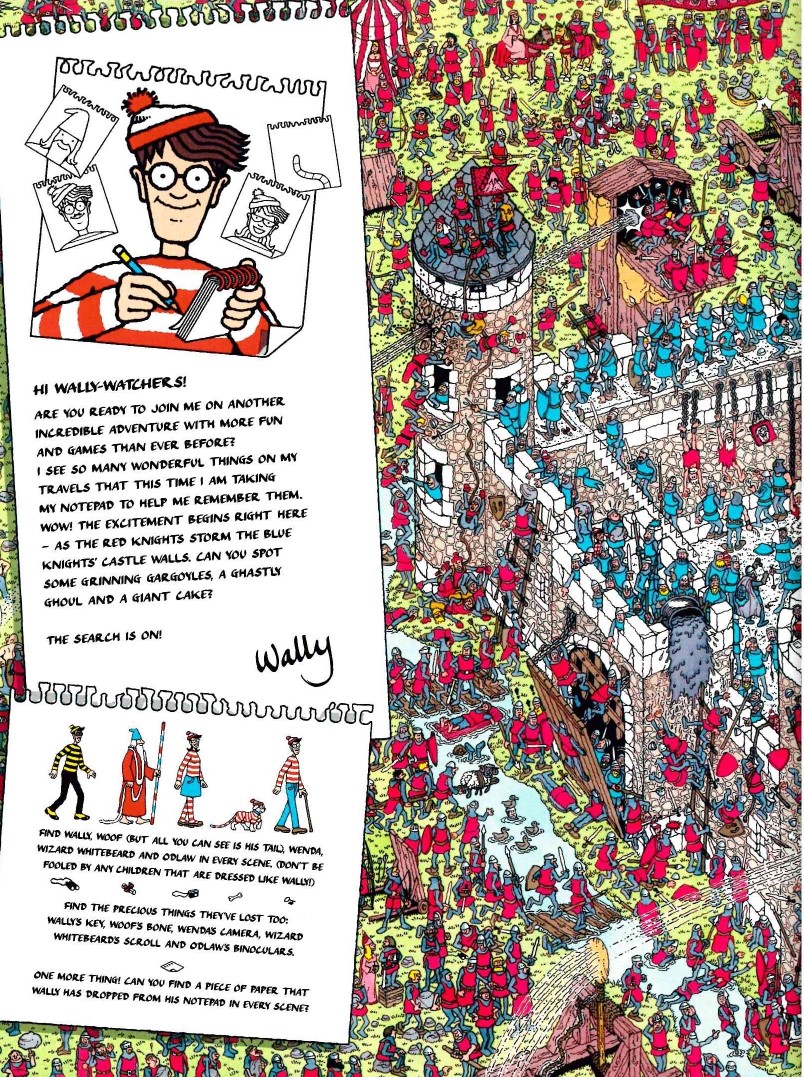 HI WALLY-WATCHERS!
ARE YOU READY TO JOIN ME ON ANOTHER
INCREDIBLE ADVENTURE WITH MORE FUN
AND GAMES THAN EVER BEFORE?
I SEE SO MANY WONDERFUL THINGS ON MY
TRAVELS THAT THIS TIME I AM TAKING
MY NOTEPAD TO HELP ME REMEMBER THEM.
WOW! THE EXCITEMENT BEGINS RIGHT HERE
– AS THE RED KNIGHTS STORM THE BLUE
KNIGHTS' CASTLE WALLS. CAN YOU SPOT
SOME GRINNING GARGOYLES, A GHASTLY
GHOUL AND A GIANT CAKE?
THE SEARCH IS ON!
Wally
FIND WALLY, WOOF (BUT ALL YOU CAN SEE IS HIS TAIL), WENDA,
WIZARD WHITEBEARD AND ODLAW IN EVERY SCENE. (DON'T BE
FOOLED BY ANY CHILDREN THAT ARE DRESSED LIKE WALLY!)
FIND THE PRECIOUS THINGS THEY'VE LOST TOO:
WALLY'S KEY, WOOF'S BONE, WENDA'S CAMERA, WIZARD
WHITEBEARD'S SCROLL AND ODLAW'S BINOCULARS.
ONE MORE THING! CAN YOU FIND A PIECE OF PAPER THAT
WALLY HAS DROPPED FROM HIS NOTEPAD IN EVERY SCENE?